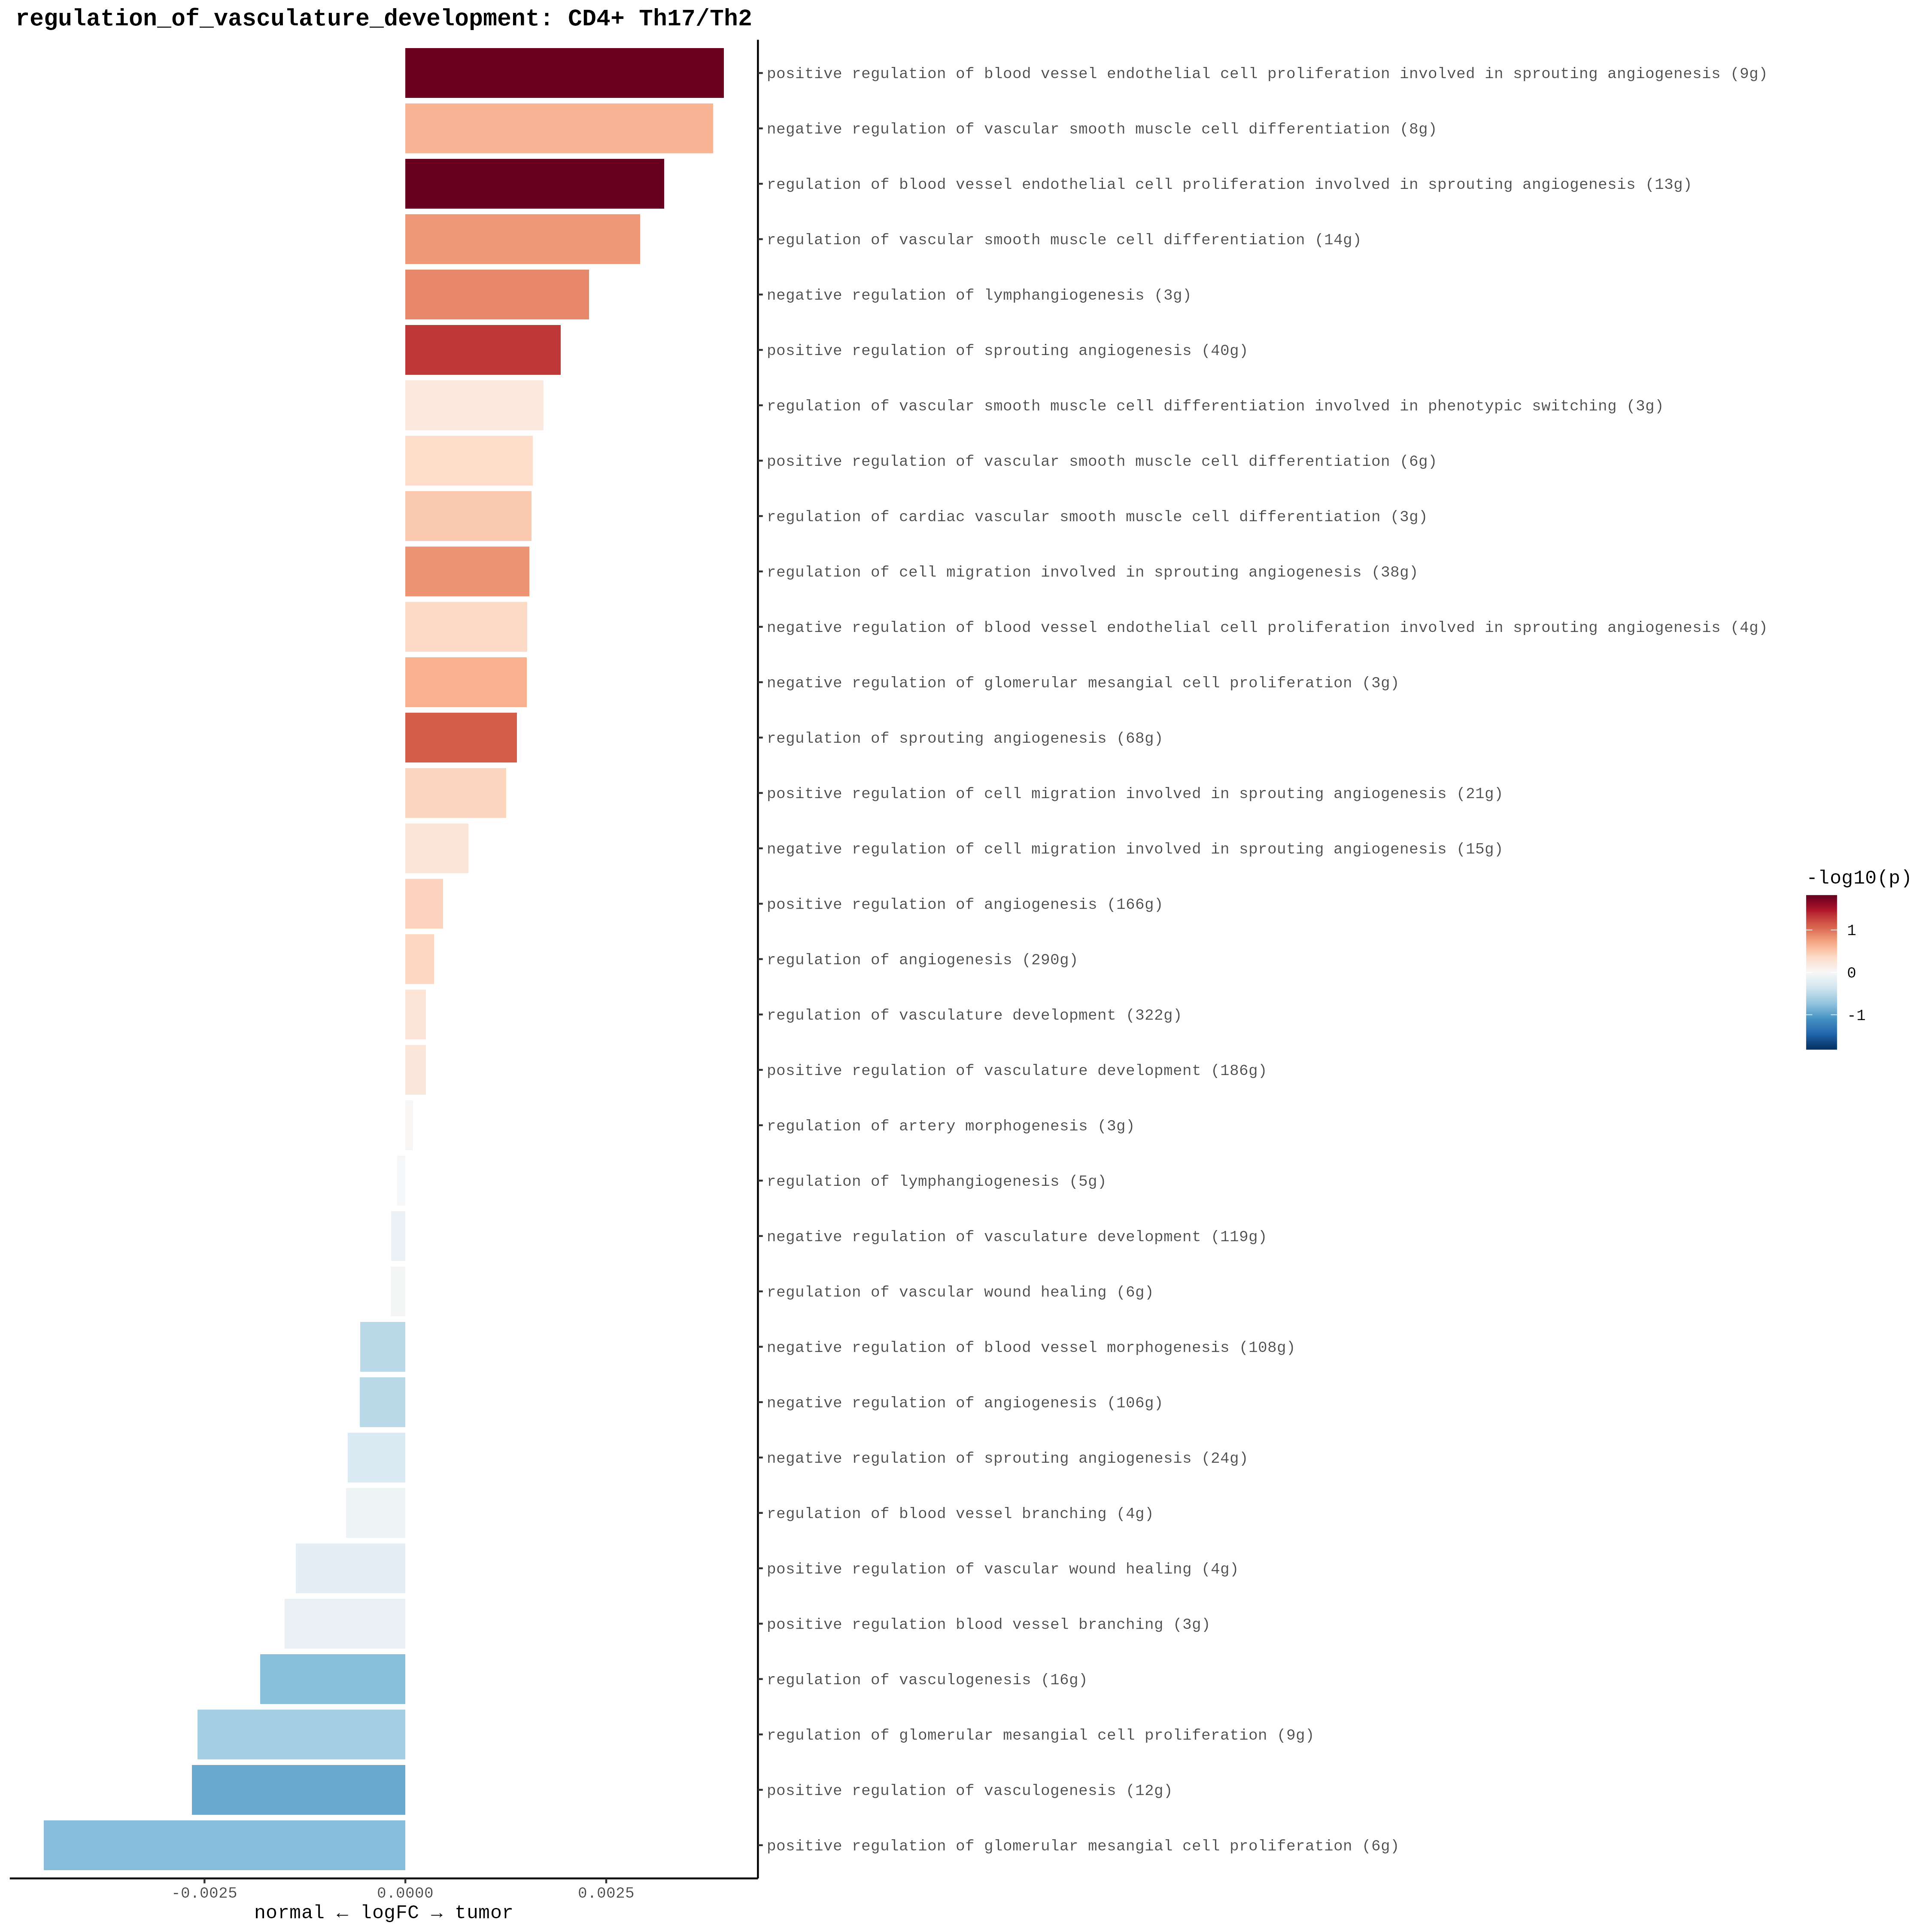 regulation_of_vasculature_development: CD4+ Th17/Th2
positive regulation of blood vessel endothelial cell proliferation involved in sprouting angiogenesis (9g)
negative regulation of vascular smooth muscle cell differentiation (8g)
regulation of blood vessel endothelial cell proliferation involved in sprouting angiogenesis (13g)
regulation of vascular smooth muscle cell differentiation (14g)
negative regulation of lymphangiogenesis (3g)
positive regulation of sprouting angiogenesis (40g)
regulation of vascular smooth muscle cell differentiation involved in phenotypic switching (3g)
positive regulation of vascular smooth muscle cell differentiation (6g)
regulation of cardiac vascular smooth muscle cell differentiation (3g)
regulation of cell migration involved in sprouting angiogenesis (38g)
negative regulation of blood vessel endothelial cell proliferation involved in sprouting angiogenesis (4g)
negative regulation of glomerular mesangial cell proliferation (3g)
regulation of sprouting angiogenesis (68g)
positive regulation of cell migration involved in sprouting angiogenesis (21g)
negative regulation of cell migration involved in sprouting angiogenesis (15g)
positive regulation of angiogenesis (166g)
regulation of angiogenesis (290g)
regulation of vasculature development (322g)
positive regulation of vasculature development (186g)
regulation of artery morphogenesis (3g)
regulation of lymphangiogenesis (5g)
negative regulation of vasculature development (119g)
regulation of vascular wound healing (6g)
negative regulation of blood vessel morphogenesis (108g)
negative regulation of angiogenesis (106g)
negative regulation of sprouting angiogenesis (24g)
regulation of blood vessel branching (4g)
positive regulation of vascular wound healing (4g)
positive regulation blood vessel branching (3g)
regulation of vasculogenesis (16g)
regulation of glomerular mesangial cell proliferation (9g)
positive regulation of vasculogenesis (12g)
positive regulation of glomerular mesangial cell proliferation (6g)
-0.0025 0.0000 0.0025
normal ← logFC → tumor
-log10(p)
1
0
-1